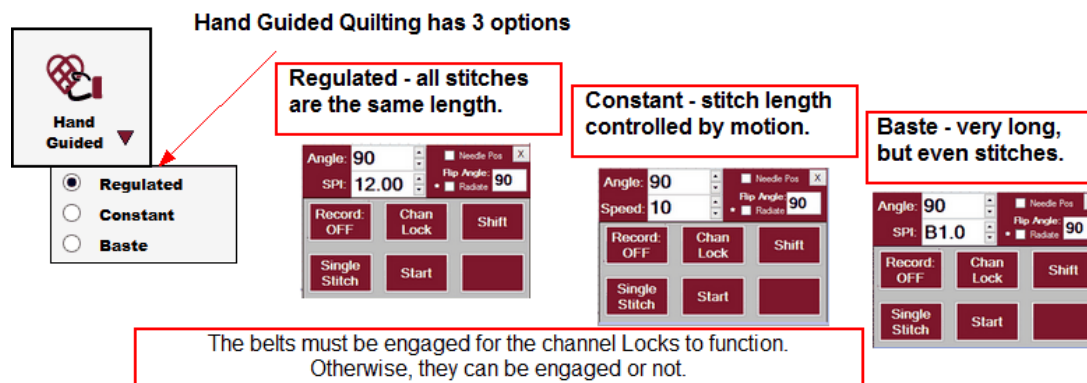 Hand Guided Quilting has 3 options
Hand
Guided
Regulated
Constant
Baste
Regulated - all stitches
are the same length.
Angle: 90
Needle Pos X
SPI: 12.00
Flip Angle:
Radiate 90
Record:
OFF
Chan
Lock
Shift
Single
Stitch
Start
Constant - stitch length
controlled by motion.
Angle: 90
Needle Pos X
Speed: 10
Flip Angle:
Radiate 90
Record:
OFF
Chan
Lock
Shift
Single
Stitch
Start
Baste - very long,
but even stitches.
Angle: 90
Needle Pos
SPI: B1.0
Flip Angle:
Radiate 90
Record:
OFF
Chan
Lock
Shift
Single
Stitch
Start
The belts must be engaged for the channel Locks to function.
Otherwise, they can be engaged or not.